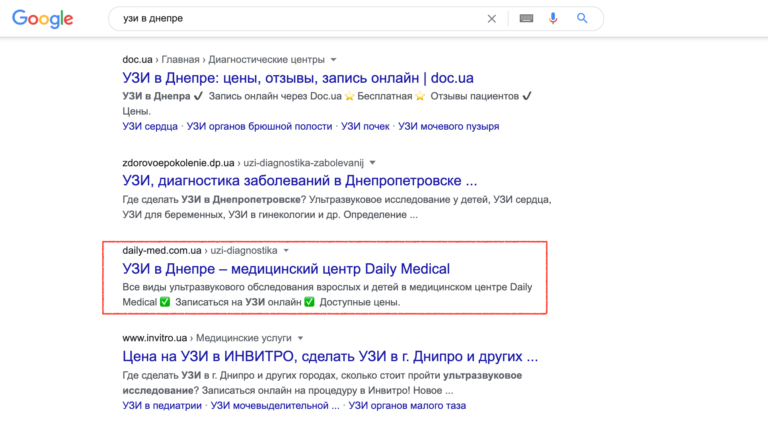 Google
узи в днепре
doc.ua › Главная › Диагностические центры
УЗИ в Днепре: цены, отзывы, запись онлайн | doc.ua
УЗИ в Днепра ✓ Запись онлайн через Doc.ua ⭐ Бесплатная ⭐ Отзывы пациентов ✓
Цены.
УЗИ сердца · УЗИ органов брюшной полости · УЗИ почек · УЗИ мочевого пузыря
zdorovoepokolenie.dp.ua › uzi-diagnostika-zabolevanij
УЗИ, диагностика заболеваний в Днепропетровске ...
Где сделать УЗИ в Днепропетровске? Ультразвуковое исследование у детей, УЗИ сердца,
УЗИ для беременных, УЗИ в гинекологии и др. Определение ...
daily-med.com.ua › uzi-diagnostika
УЗИ в Днепре – медицинский центр Daily Medical
Все виды ультразвукового обследования взрослых и детей в медицинском центре Daily
Medical ✅ Записаться на УЗИ онлайн ✅ Доступные цены.
www.invitro.ua › Медицинские услуги
Цена на УЗИ в ИНВИТРО, сделать УЗИ в г. Днипро и других ...
Где сделать УЗИ в г. Днипро и других городах, сколько стоит пройти ультразвуковое
исследование? Записаться онлайн на процедуру в Инвитро! Новое ...
УЗИ в педиатрии · УЗИ мочевыделительной ... · УЗИ органов малого таза